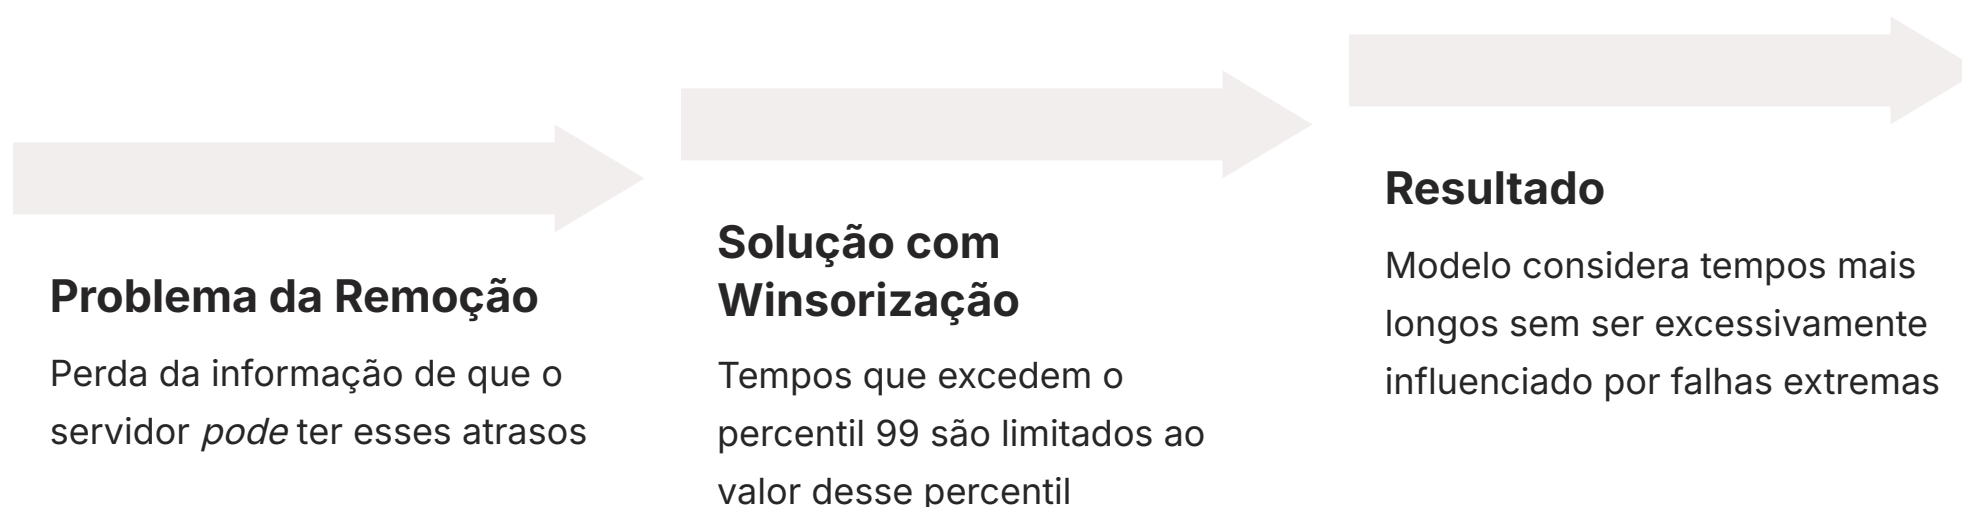 Problema da Remoção
Perda da informação de que o
servidor pode ter esses atrasos
Solução com
Winsorização
Tempos que excedem o
percentil 99 são limitados ao
valor desse percentil
Resultado
Modelo considera tempos mais
longos sem ser excessivamente
influenciado por falhas extremas